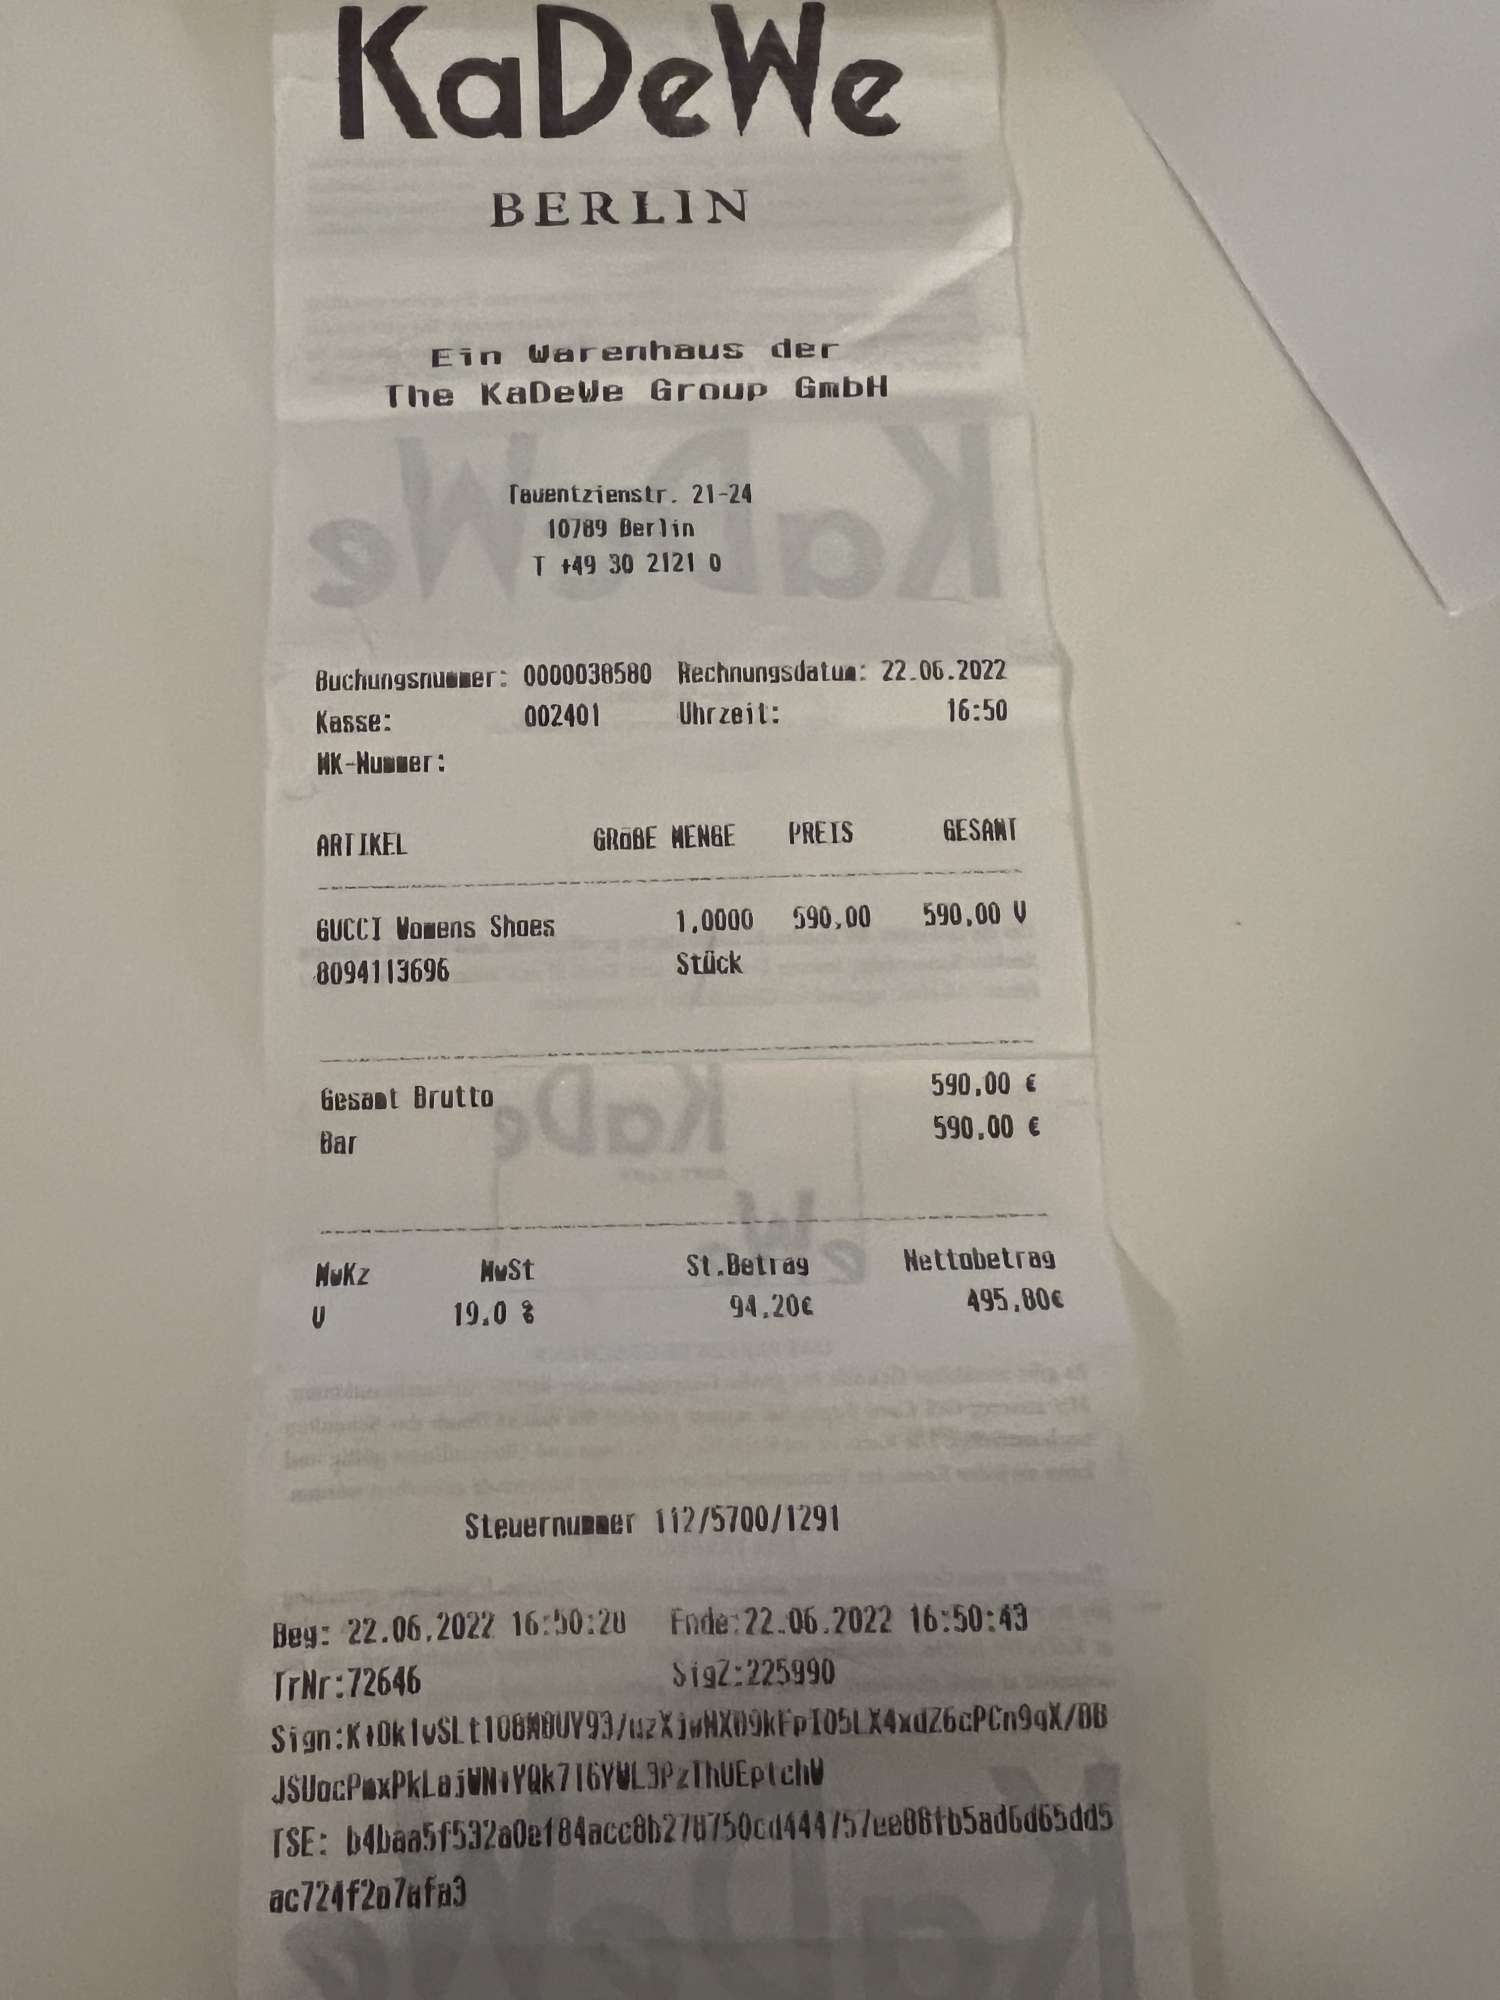 KaDeWe
BERLIN
Ein Warenhaus der
The KaDeWe Group GmbH
Tauentzienstr. 21-24
10789 Berlin
T +49 30 2121 0
Buchungsnummer: 0000038580 Rechnungsdatum: 22.06.2022
Kasse: 002401 Uhrzeit: 16:50
WK-Nummer:
ARTIKEL GRÖßE MENGE PREIS GESAMT
GUCCI Womens Shoes 1,0000 590,00 590,00 V
8094113696 Stück
Gesamt Brutto 590,00 €
Bar 590,00 €
MwKz MwSt St.Betrag Nettobetrag
V 19,0 % 94,20€ 495,80€
Steuernummer 112/5700/1291
Beg: 22.06.2022 16:50:28 Ende:22.06.2022 16:50:43
TrNr:72646 SigZ:225990
Sign:
TSE: